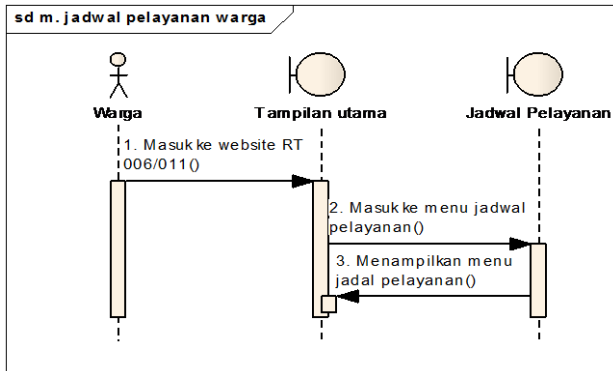 sd m. jadwal pelayanan warga
Warga
Tampilan utama
Jadwal Pelayanan
1. Masuk ke website RT
006/011()
2. Masuk ke menu jadwal
pelayanan()
3. Menampilkan menu
jadal pelayanan()